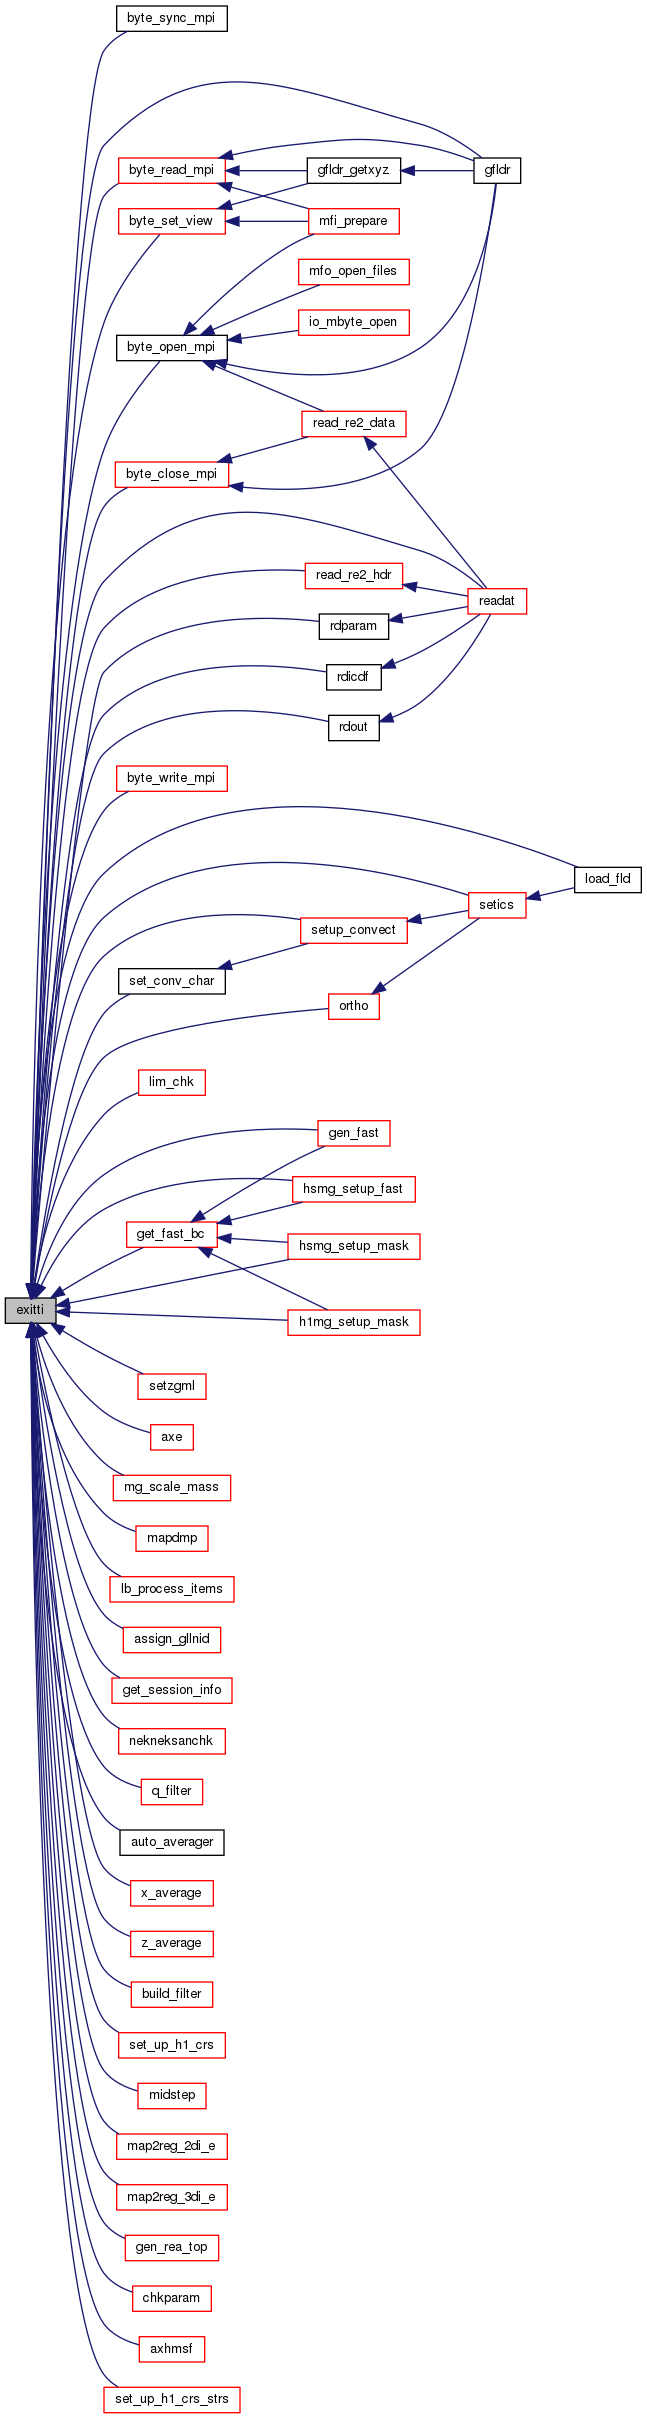 byte_sync_mpi
byte_read_mpi
gfldr_getxyz
gfldr
byte_set_view
mfi_prepare
mfo_open_files
io_mbyte_open
byte_open_mpi
read_re2_data
byte_close_mpi
read_re2_hdr
readat
rdparam
rdicdf
rdout
byte_write_mpi
load_fld
setics
setup_convect
set_conv_char
ortho
lim_chk
gen_fast
hsmg_setup_fast
get_fast_bc
hsmg_setup_mask
exitti
h1mg_setup_mask
setzgml
axe
mg_scale_mass
mapdmp
lb_process_items
assign_gllnid
get_session_info
nekneksanchk
q_filter
auto_averager
x_average
z_average
build_filter
set_up_h1_crs
midstep
map2reg_2di_e
map2reg_3di_e
gen_rea_top
chkparam
axhmsf
set_up_h1_crs_strs